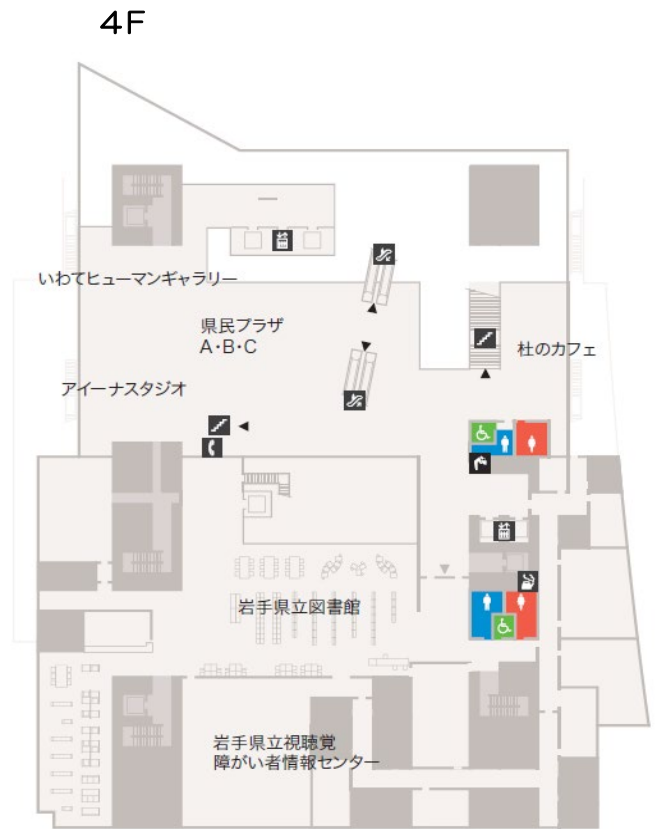 4F
いわてヒューマンギャラリー
県民プラザ
A・B・C
杜のカフェ
アイーナスタジオ
岩手県立図書館
岩手県立視聴覚
障がい者情報センター